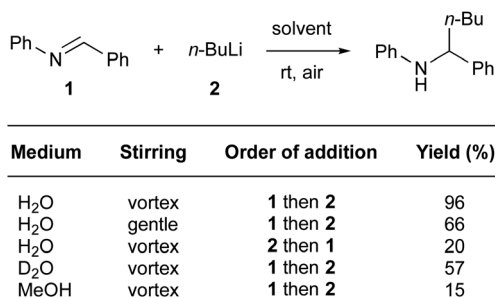 Ph N Ph + n-BuLi solvent rt, air Ph N H n-Bu Ph
1 2
Medium Stirring Order of addition Yield (%)
H₂O vortex 1 then 2 96
H₂O gentle 1 then 2 66
H₂O vortex 2 then 1 20
D₂O vortex 1 then 2 57
MeOH vortex 1 then 2 15